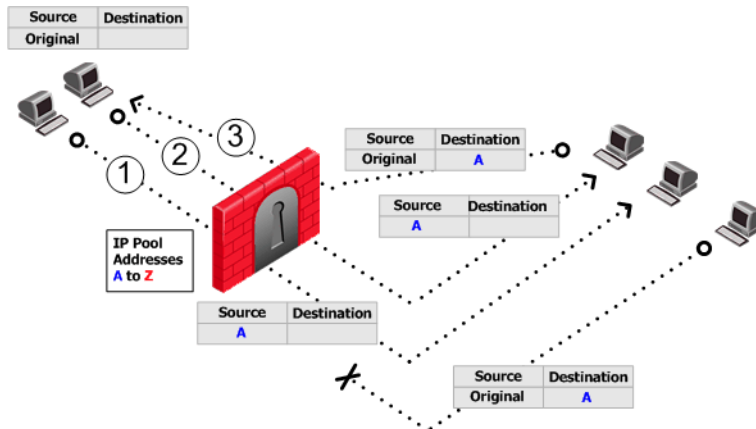 Source Destination
Original
3
2
1
Source Destination
Original A
Source Destination
A
IP Pool
Addresses
A to Z
Source Destination
A
Source Destination
Original A